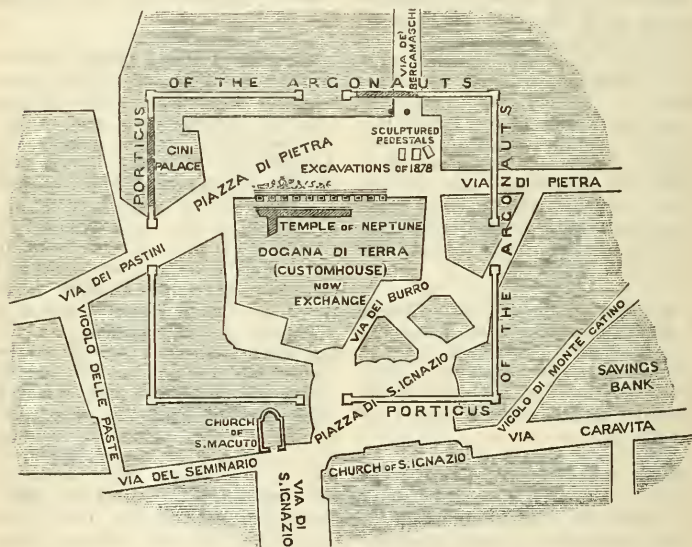 VIA DE'
BERGAMASCHI
OF THE ARGONAUTS
PORTICUS
CINI
PALACE
PIAZZA DI PIETRA
SCULPTURED
PEDESTALS
EXCAVATIONS OF 1878
VIA DI PIETRA
OF THE ARGONAUTS
TEMPLE OF NEPTUNE
DOGANA DI TERRA
(CUSTOMHOUSE)
NOW
EXCHANGE
VIA DEI BURRO
VIA DEI PASTINI
VICOLO DELLE PASTE
VICOLO DI MONTE CATINO
SAVINGS
BANK
PIAZZA DI S. IGNAZIO
PORTICUS
CHURCH
OF
S. MACUTO
VIA CARAVITA
VIA DEL SEMINARIO
CHURCH OF S. IGNAZIO
VIA DI
S. IGNAZIO